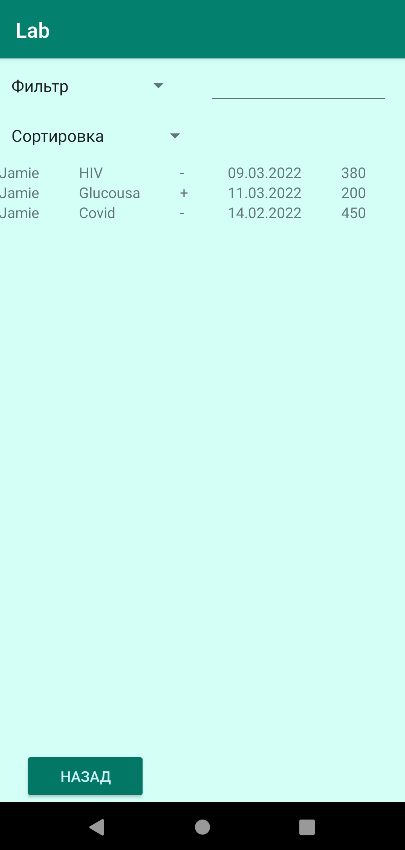 Lab
Фильтр
Сортировка
Jamie HIV - 09.03.2022 380
Jamie Glucousa + 11.03.2022 200
Jamie Covid - 14.02.2022 450
НАЗАД